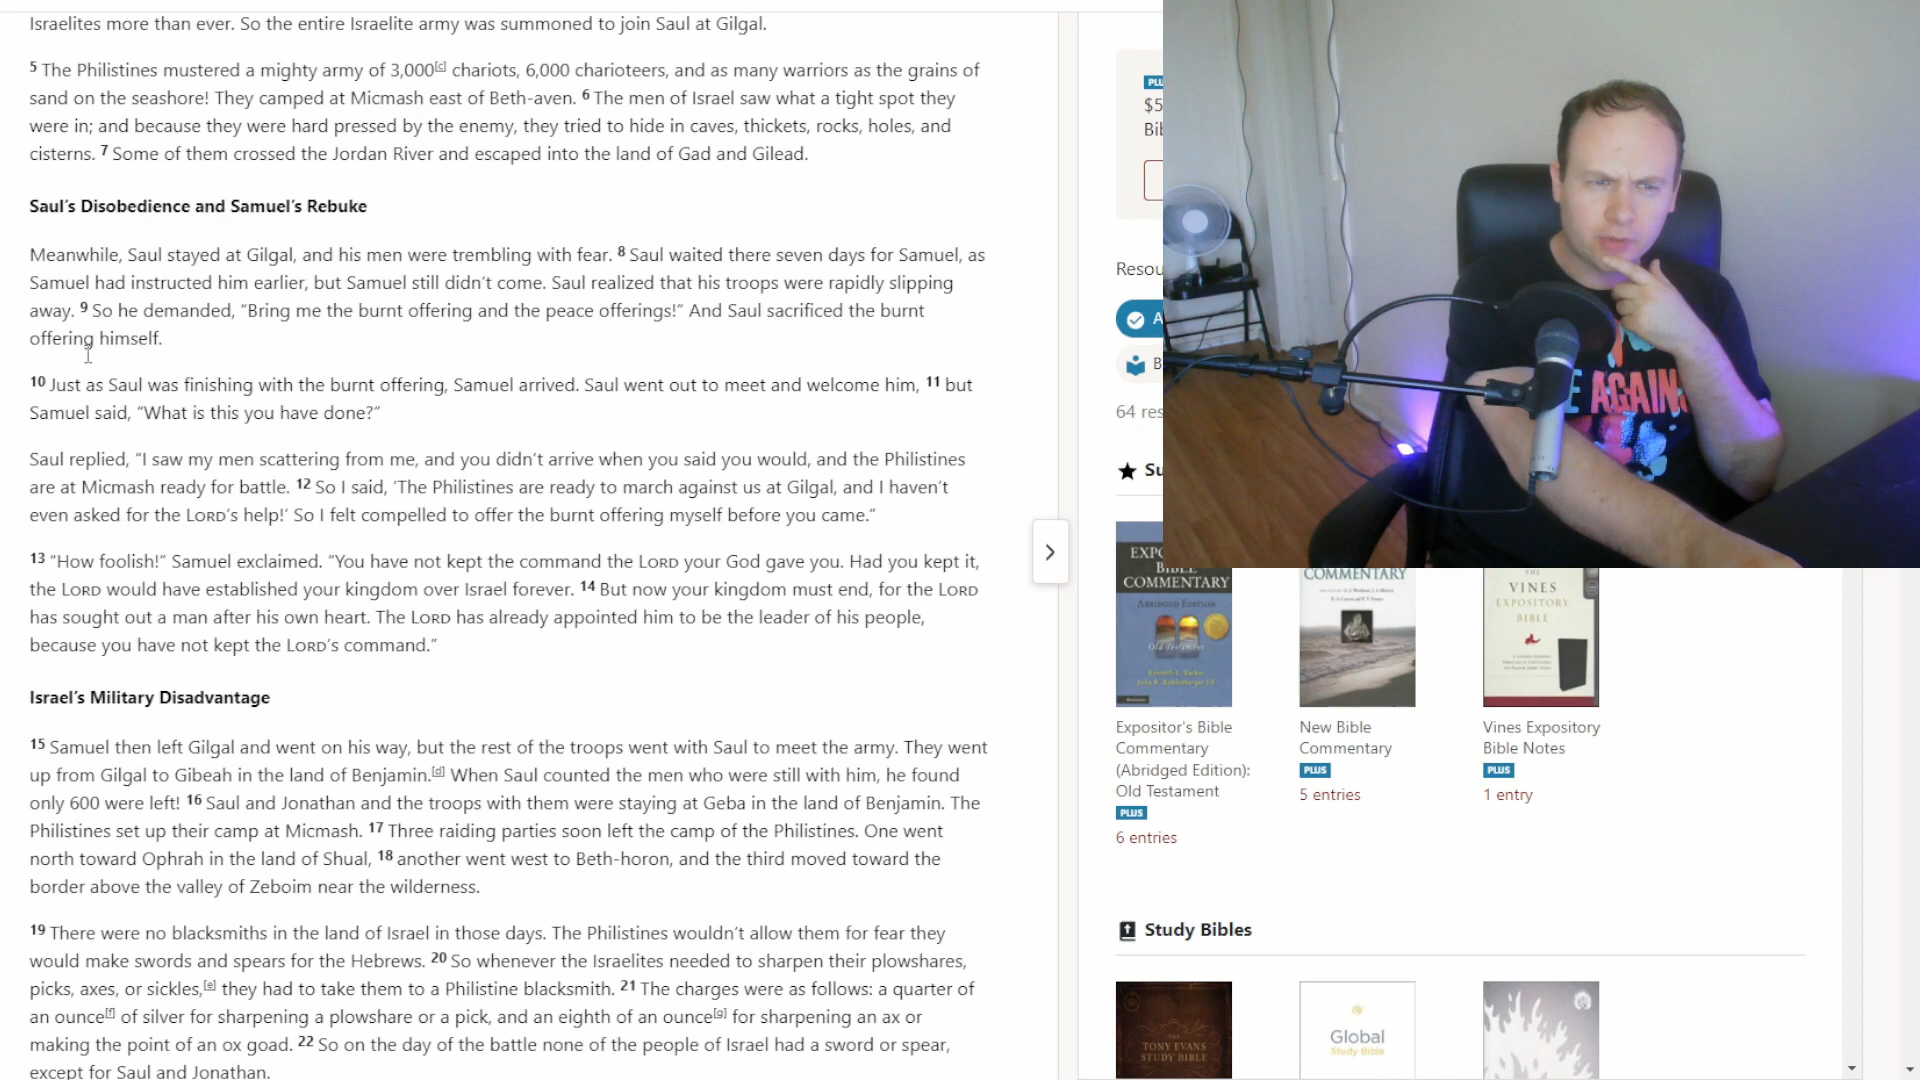 Israelites more than ever. So the entire Israelite army was summoned to join Saul at Gilgal.
5 The Philistines mustered a mighty army of 3,000[c] chariots, 6,000 charioteers, and as many warriors as the grains of
sand on the seashore! They camped at Micmash east of Beth-aven. 6 The men of Israel saw what a tight spot they
were in; and because they were hard pressed by the enemy, they tried to hide in caves, thickets, rocks, holes, and
cisterns. 7 Some of them crossed the Jordan River and escaped into the land of Gad and Gilead.
Saul’s Disobedience and Samuel’s Rebuke
Meanwhile, Saul stayed at Gilgal, and his men were trembling with fear. 8 Saul waited there seven days for Samuel, as
Samuel had instructed him earlier, but Samuel still didn’t come. Saul realized that his troops were rapidly slipping
away. 9 So he demanded, “Bring me the burnt offering and the peace offerings!” And Saul sacrificed the burnt
offering himself.
10 Just as Saul was finishing with the burnt offering, Samuel arrived. Saul went out to meet and welcome him, 11 but
Samuel said, “What is this you have done?”
Saul replied, “I saw my men scattering from me, and you didn’t arrive when you said you would, and the Philistines
are at Micmash ready for battle. 12 So I said, ‘The Philistines are ready to march against us at Gilgal, and I haven’t
even asked for the LORD’s help!’ So I felt compelled to offer the burnt offering myself before you came.”
13 “How foolish!” Samuel exclaimed. “You have not kept the command the LORD your God gave you. Had you kept it,
the LORD would have established your kingdom over Israel forever. 14 But now your kingdom must end, for the LORD
has sought out a man after his own heart. The LORD has already appointed him to be the leader of his people,
because you have not kept the LORD’s command.”
Israel’s Military Disadvantage
15 Samuel then left Gilgal and went on his way, but the rest of the troops went with Saul to meet the army. They went
up from Gilgal to Gibeah in the land of Benjamin.[d] When Saul counted the men who were still with him, he found
only 600 were left! 16 Saul and Jonathan and the troops with them were staying at Geba in the land of Benjamin. The
Philistines set up their camp at Micmash. 17 Three raiding parties soon left the camp of the Philistines. One went
north toward Ophrah in the land of Shual, 18 another went west to Beth-horon, and the third moved toward the
border above the valley of Zeboim near the wilderness.
19 There were no blacksmiths in the land of Israel in those days. The Philistines wouldn’t allow them for fear they
would make swords and spears for the Hebrews. 20 So whenever the Israelites needed to sharpen their plowshares,
picks, axes, or sickles,[e] they had to take them to a Philistine blacksmith. 21 The charges were as follows: a quarter of
an ounce[f] of silver for sharpening a plowshare or a pick, and an eighth of an ounce[g] for sharpening an ax or
making the point of an ox goad. 22 So on the day of the battle none of the people of Israel had a sword or spear,
except for Saul and Jonathan.
PLU
$5
Bib
Resou
A
B
64 res
Su
E AGAIN
EXPO
BIBLE
COMMENTARY
ABRIDGED EDITION
Old Testament
COMMENTARY
THE
VINES
EXPOSITORY
BIBLE
Expositor's Bible
Commentary
(Abridged Edition):
Old Testament
PLUS
6 entries
New Bible
Commentary
PLUS
5 entries
Vines Expository
Bible Notes
PLUS
1 entry
Study Bibles
TONY EVANS
STUDY BIBLE
Global
Study Bible